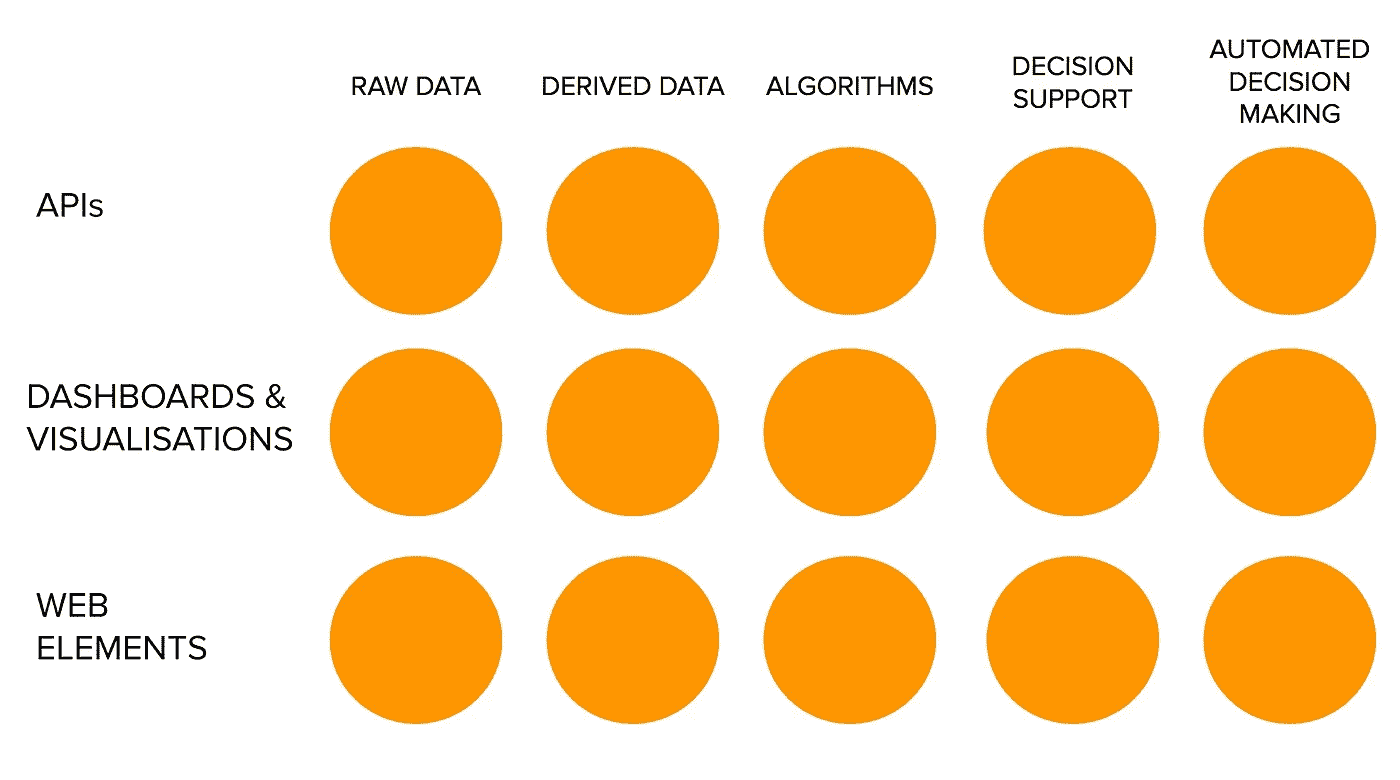 RAW DATA
DERIVED DATA
ALGORITHMS
DECISION
SUPPORT
AUTOMATED
DECISION
MAKING
APIs
DASHBOARDS &
VISUALISATIONS
WEB
ELEMENTS